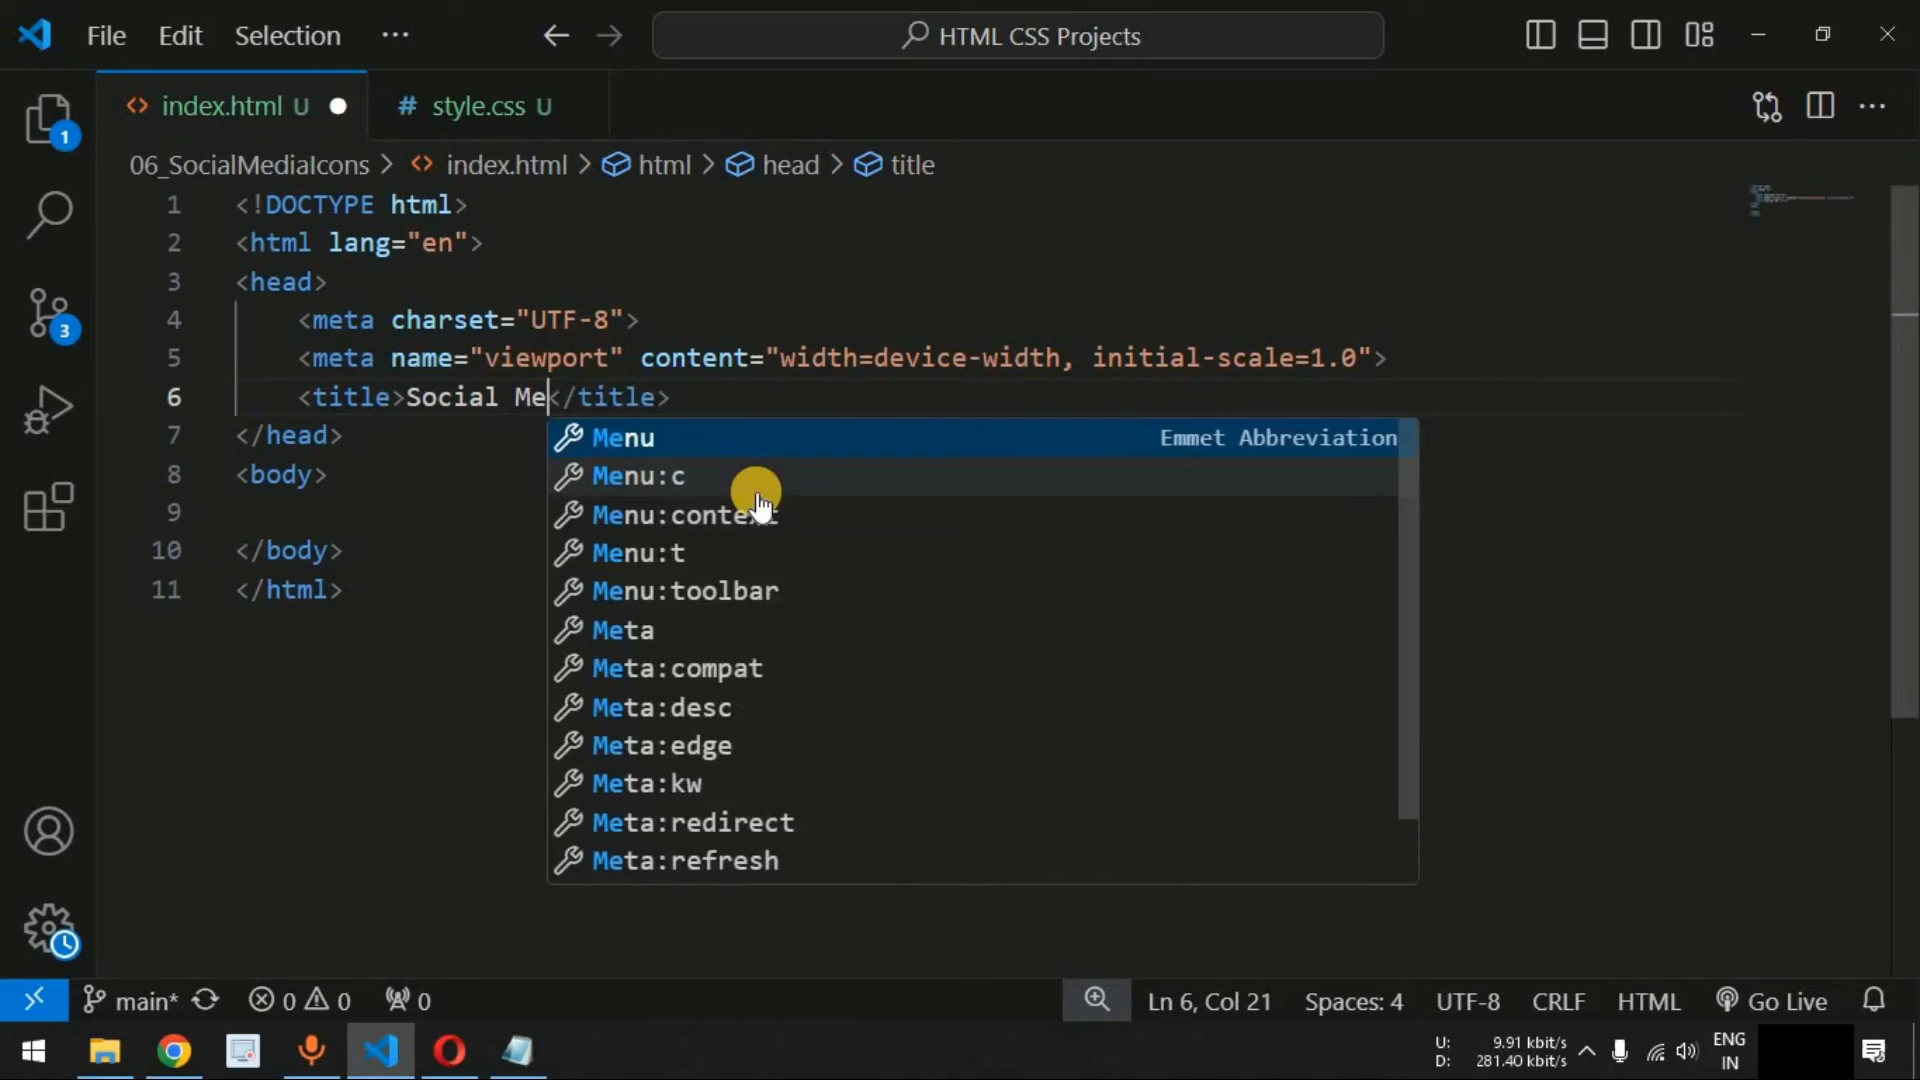 File Edit Selection ··· HTML CSS Projects
index.html U # style.css U
06_SocialMediaIcons > index.html > html > head > title
1 <!DOCTYPE html>
2 <html lang="en">
3 <head>
4 <meta charset="UTF-8">
5 <meta name="viewport" content="width=device-width, initial-scale=1.0">
6 <title>Social Me</title>
7 </head>
8 <body>
9
10 </body>
11 </html>
Menu Emmet Abbreviation
Menu:c
Menu:context
Menu:t
Menu:toolbar
Meta
Meta:compat
Meta:desc
Meta:edge
Meta:kw
Meta:redirect
Meta:refresh
1
3
main* 0 0 0 Ln 6, Col 21 Spaces: 4 UTF-8 CRLF HTML Go Live
U: 9.91 kbit/s
D: 281.40 kbit/s
ENG
IN